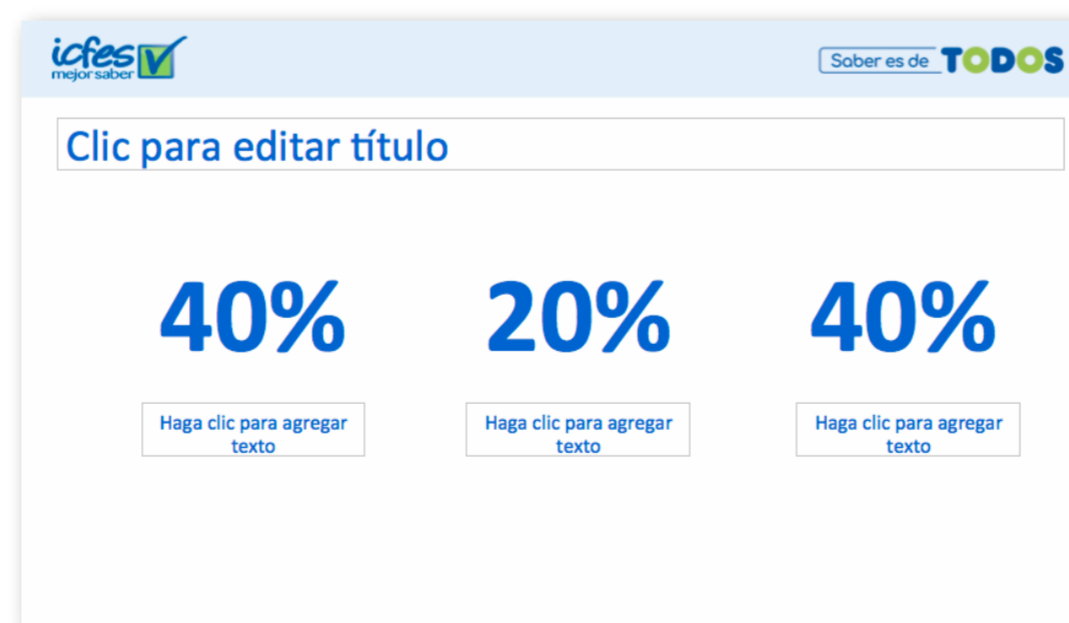 icfes
mejor saber
Saber es de TODOS
Clic para editar título
40% 20% 40%
Haga clic para agregar
texto
Haga clic para agregar
texto
Haga clic para agregar
texto